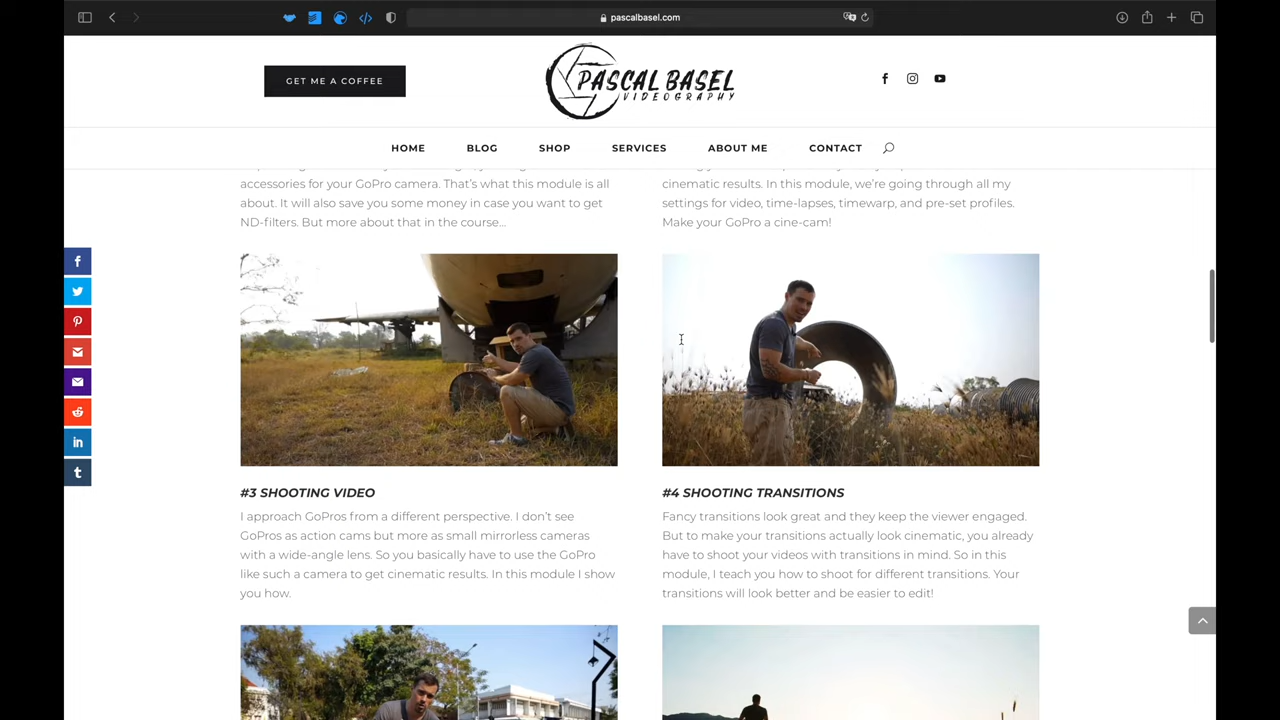 pascalbasel.com
GET ME A COFFEE
PASCAL BASEL
VIDEOGRAPHY
HOME BLOG SHOP SERVICES ABOUT ME CONTACT
accessories for your GoPro camera. That's what this module is all
about. It will also save you some money in case you want to get
ND-filters. But more about that in the course...
cinematic results. In this module, we're going through all my
settings for video, time-lapses, timewarp, and pre-set profiles.
Make your GoPro a cine-cam!
#3 SHOOTING VIDEO
I approach GoPros from a different perspective. I don't see
GoPros as action cams but more as small mirrorless cameras
with a wide-angle lens. So you basically have to use the GoPro
like such a camera to get cinematic results. In this module I show
you how.
#4 SHOOTING TRANSITIONS
Fancy transitions look great and they keep the viewer engaged.
But to make your transitions actually look cinematic, you already
have to shoot your videos with transitions in mind. So in this
module, I teach you how to shoot for different transitions. Your
transitions will look better and be easier to edit!